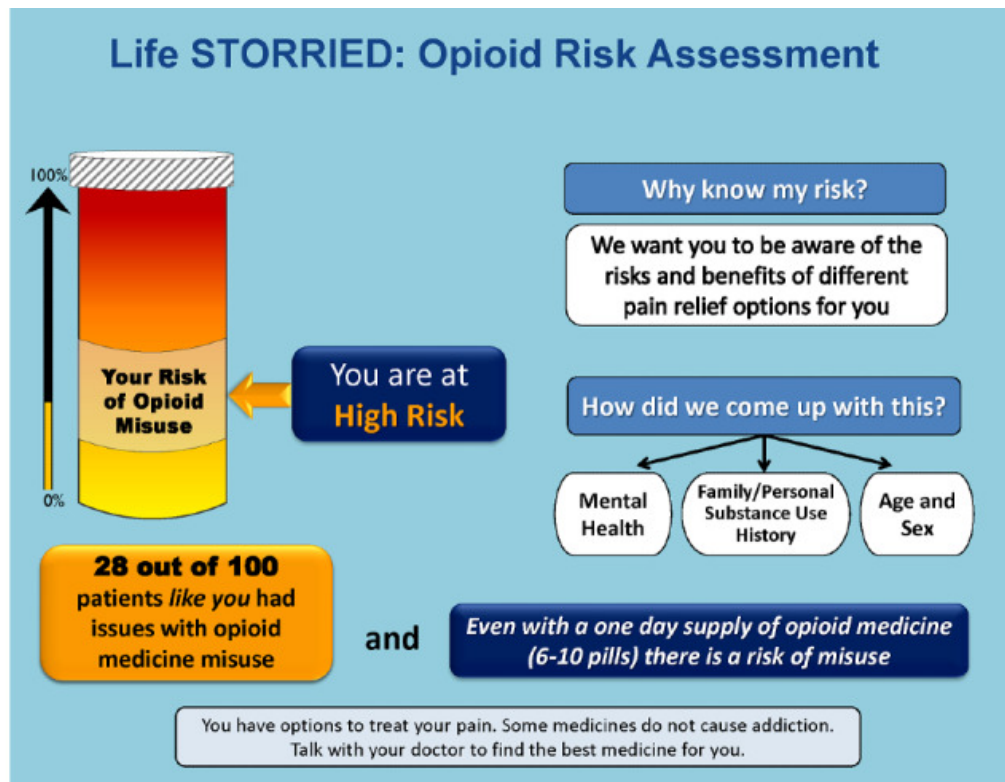 Life STORRIED: Opioid Risk Assessment
100%
Your Risk
of Opioid
Misuse
0%
You are at
High Risk
Why know my risk?
We want you to be aware of the
risks and benefits of different
pain relief options for you
How did we come up with this?
Mental
Health
Family/Personal
Substance Use
History
Age and
Sex
28 out of 100
patients like you had
issues with opioid
medicine misuse
and
Even with a one day supply of opioid medicine
(6-10 pills) there is a risk of misuse
You have options to treat your pain. Some medicines do not cause addiction.
Talk with your doctor to find the best medicine for you.